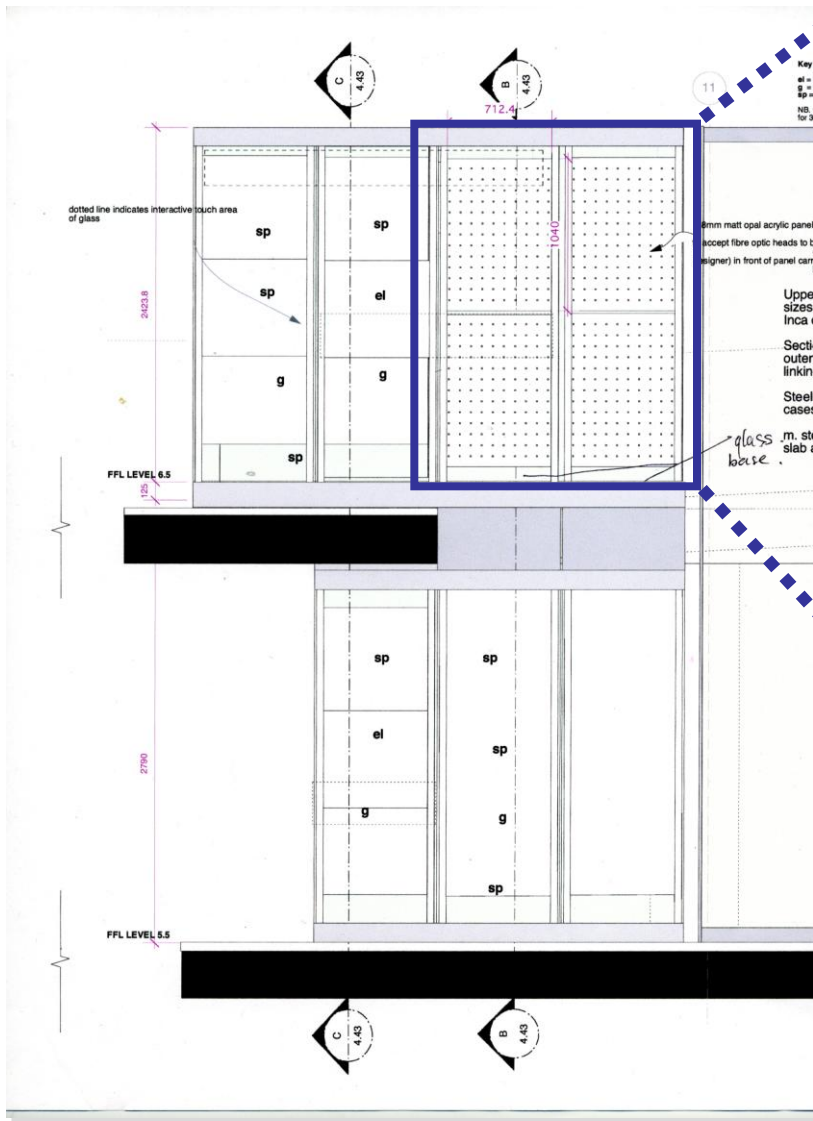 C
4.43
B
4.43
11
Key
el =
g =
sp =
NB.
for 3
712.4
dotted line indicates interactive touch area
of glass
sp
sp
1040
8mm matt opal acrylic panel
accept fibre optic heads to b
signer) in front of panel carr
sp
el
2423.8
Uppe
sizes
Inca
Secti
outer
linkin
g
g
Steel
cases
glass
base.
.m. ste
slab a
sp
FFL LEVEL 6.5
125
sp
sp
el
sp
2790
g
g
sp
FFL LEVEL 5.5
C
4.43
B
4.43